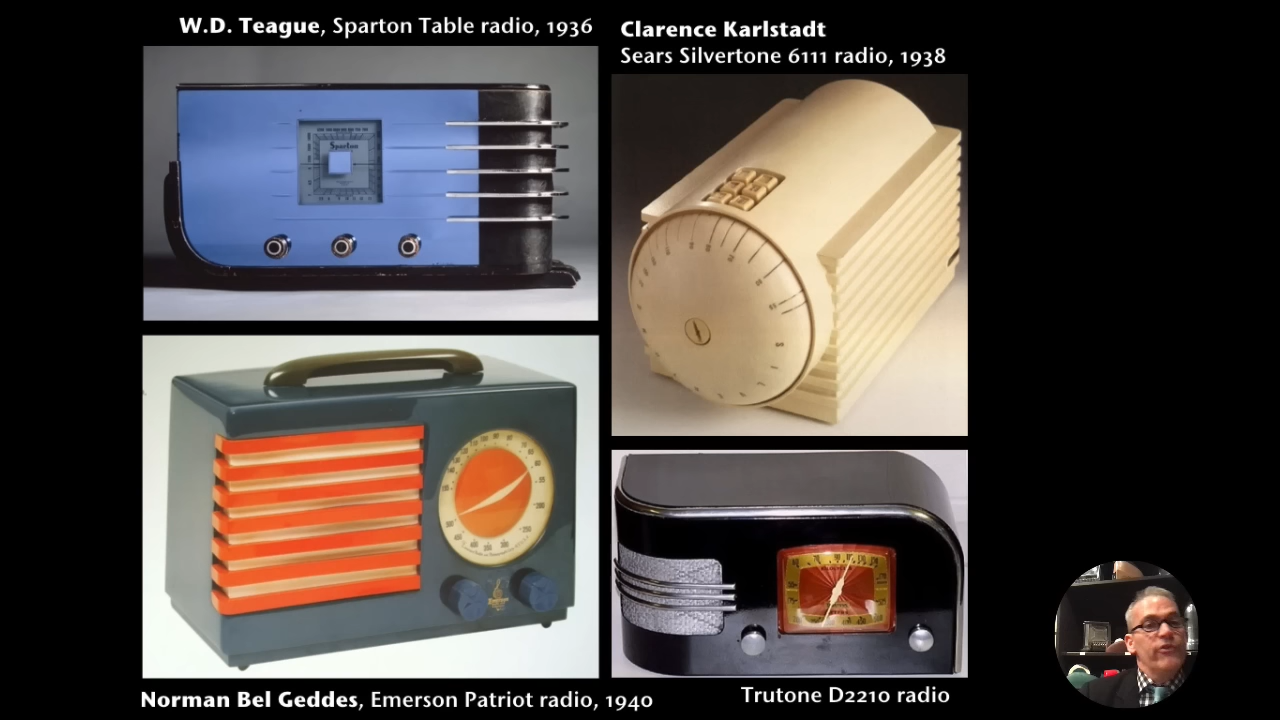 W.D. Teague, Sparton Table radio, 1936
Clarence Karlstadt
Sears Silvertone 6111 radio, 1938
Sparton
Norman Bel Geddes, Emerson Patriot radio, 1940
Trutone D2210 radio